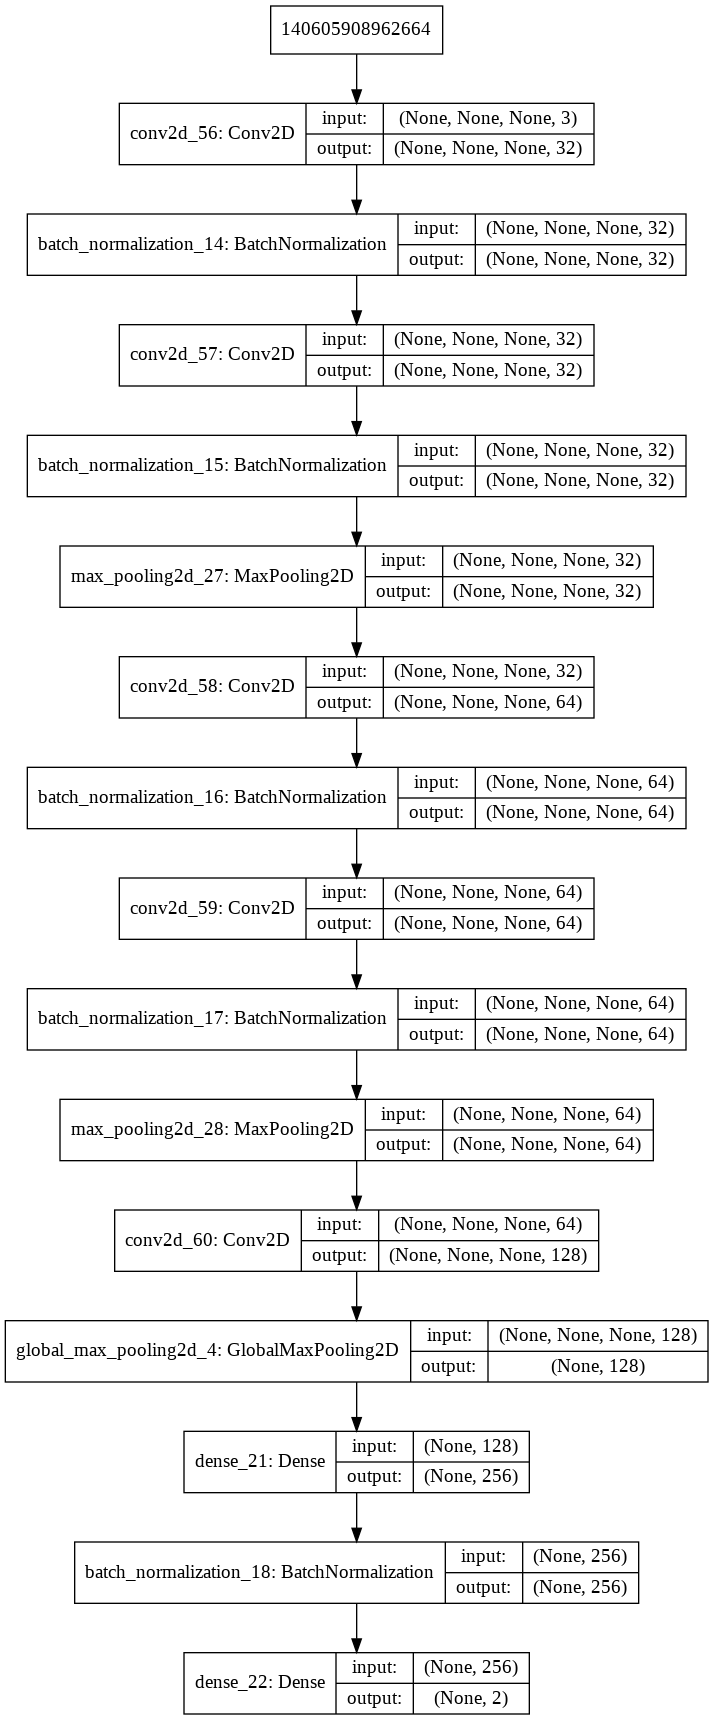 140605908962664
conv2d_56: Conv2D
input: (None, None, None, 3)
output: (None, None, None, 32)
batch_normalization_14: BatchNormalization
input: (None, None, None, 32)
output: (None, None, None, 32)
conv2d_57: Conv2D
input: (None, None, None, 32)
output: (None, None, None, 32)
batch_normalization_15: BatchNormalization
input: (None, None, None, 32)
output: (None, None, None, 32)
max_pooling2d_27: MaxPooling2D
input: (None, None, None, 32)
output: (None, None, None, 32)
conv2d_58: Conv2D
input: (None, None, None, 32)
output: (None, None, None, 64)
batch_normalization_16: BatchNormalization
input: (None, None, None, 64)
output: (None, None, None, 64)
conv2d_59: Conv2D
input: (None, None, None, 64)
output: (None, None, None, 64)
batch_normalization_17: BatchNormalization
input: (None, None, None, 64)
output: (None, None, None, 64)
max_pooling2d_28: MaxPooling2D
input: (None, None, None, 64)
output: (None, None, None, 64)
conv2d_60: Conv2D
input: (None, None, None, 64)
output: (None, None, None, 128)
global_max_pooling2d_4: GlobalMaxPooling2D
input: (None, None, None, 128)
output: (None, 128)
dense_21: Dense
input: (None, 128)
output: (None, 256)
batch_normalization_18: BatchNormalization
input: (None, 256)
output: (None, 256)
dense_22: Dense
input: (None, 256)
output: (None, 2)